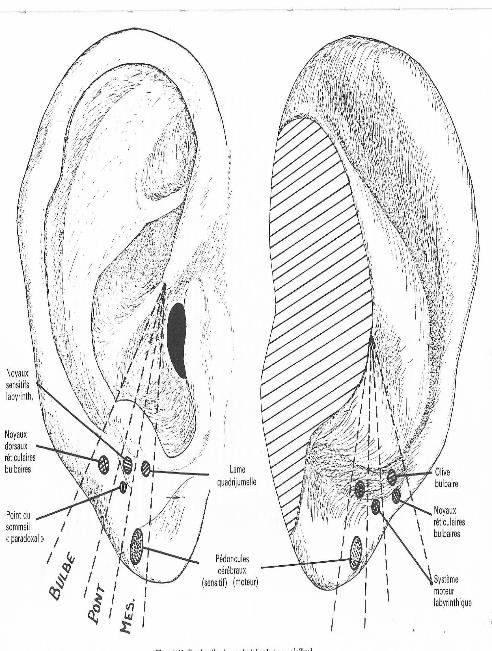 Noyaux
sensitifs
labyrinth.
Noyaux
dorsaux
réticulaires
bulbaires
Point du
sommeil
« paradoxal »
BULBE
PONT
MES.
Lame
quadrijumelle
Pédoncules
cérébraux
(sensitif) (moteur)
Olive
bulbaire
Noyaux
réticulaires
bulbaires
Système
moteur
labyrinthique